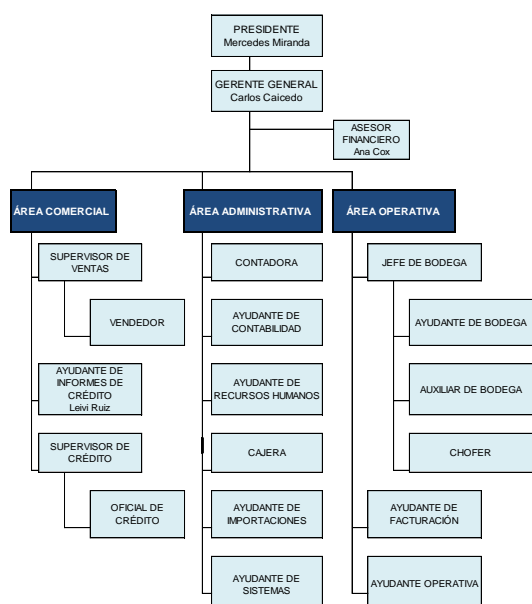 PRESIDENTE
Mercedes Miranda
GERENTE GENERAL
Carlos Caicedo
ASESOR
FINANCIERO
Ana Cox
ÁREA COMERCIAL
ÁREA ADMINISTRATIVA
ÁREA OPERATIVA
SUPERVISOR DE
VENTAS
VENDEDOR
AYUDANTE DE
INFORMES DE
CRÉDITO
Leivi Ruiz
SUPERVISOR DE
CRÉDITO
OFICIAL DE
CRÉDITO
CONTADORA
AYUDANTE DE
CONTABILIDAD
AYUDANTE DE
RECURSOS HUMANOS
CAJERA
AYUDANTE DE
IMPORTACIONES
AYUDANTE DE
SISTEMAS
JEFE DE BODEGA
AYUDANTE DE BODEGA
AUXILIAR DE BODEGA
CHOFER
AYUDANTE DE
FACTURACIÓN
AYUDANTE OPERATIVA